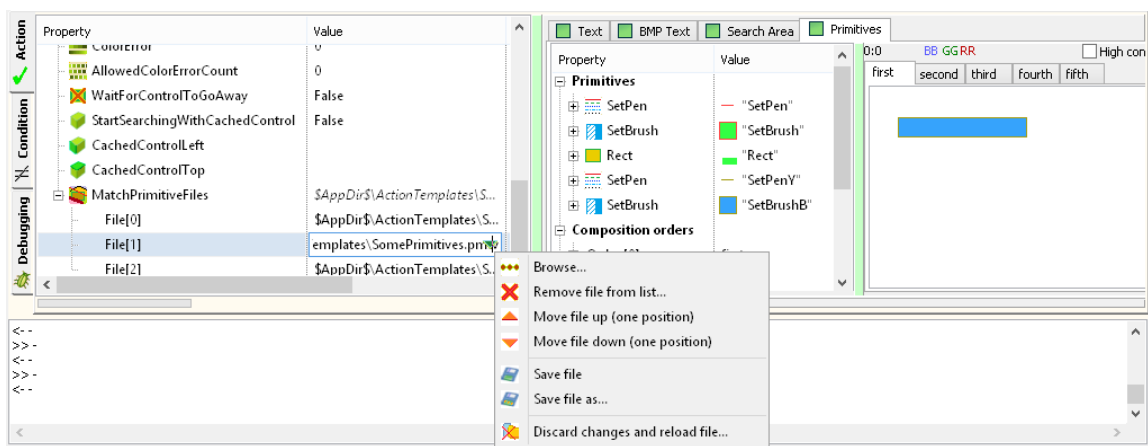 Action
Condition
Debugging
Property Value
ColorError 0
AllowedColorErrorCount 0
WaitForControlToGoAway False
StartSearchingWithCachedControl False
CachedControlLeft
CachedControlTop
MatchPrimitiveFiles $AppDir$\ActionTemplates\S...
File[0] $AppDir$\ActionTemplates\S...
File[1] emplates\SomePrimitives.pm
File[2] $AppDir$\ActionTemplates\S...
Text BMP Text Search Area Primitives
Property Value
Primitives
SetPen "SetPen"
SetBrush "SetBrush"
Rect "Rect"
SetPen "SetPenY"
SetBrush "SetBrushB"
Composition orders
0:0 BB GG RR High con
first second third fourth fifth
Browse...
Remove file from list...
Move file up (one position)
Move file down (one position)
Save file
Save file as...
Discard changes and reload file...
<--
>>-
<--
>>-
<--